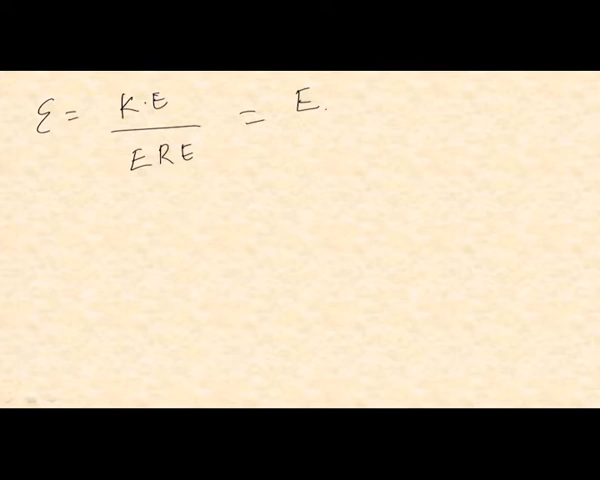 ε = K.E / ERE = E.